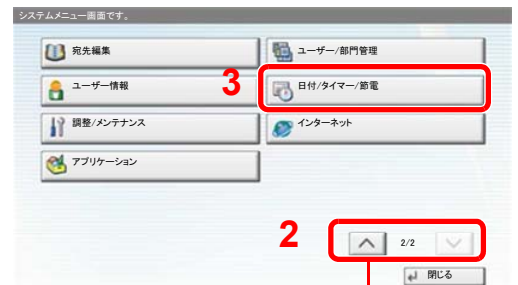 システムメニュー画面です。
宛先編集
ユーザー/部門管理
ユーザー情報
3
日付/タイマー/節電
調整/メンテナンス
インターネット
アプリケーション
2
2/2
閉じる